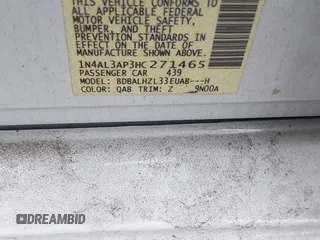 THIS VEHICLE CONFORMS TO
ALL APPLICABLE FEDERAL
MOTOR VEHICLE SAFETY,
BUMPER, AND THEFT
PREVENTION STANDARDS
IN EFFECT ON THE DATE OF
MANUFACTURE SHOWN ABOVE.
1N4AL3AP3HC271465
PASSENGER CAR 439
MODEL: BDBALHZL33EUAB---H
COLOR: QAB TRIM: Z 9N00A
DREAMBID